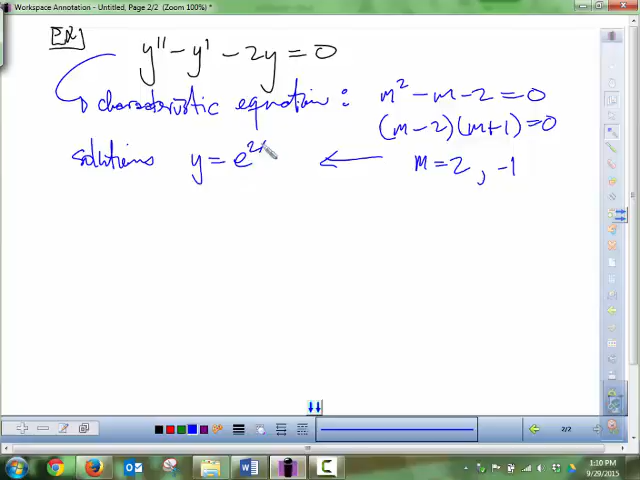 Workspace Annotation - Untitled, Page 2/2 (Zoom 100%)
Ex
y'' - y' - 2y = 0
characteristic equation: m² - m - 2 = 0
(m - 2)(m + 1) = 0
solutions y = e^2x ← m = 2, -1
2/2
1:10 PM
9/29/2015